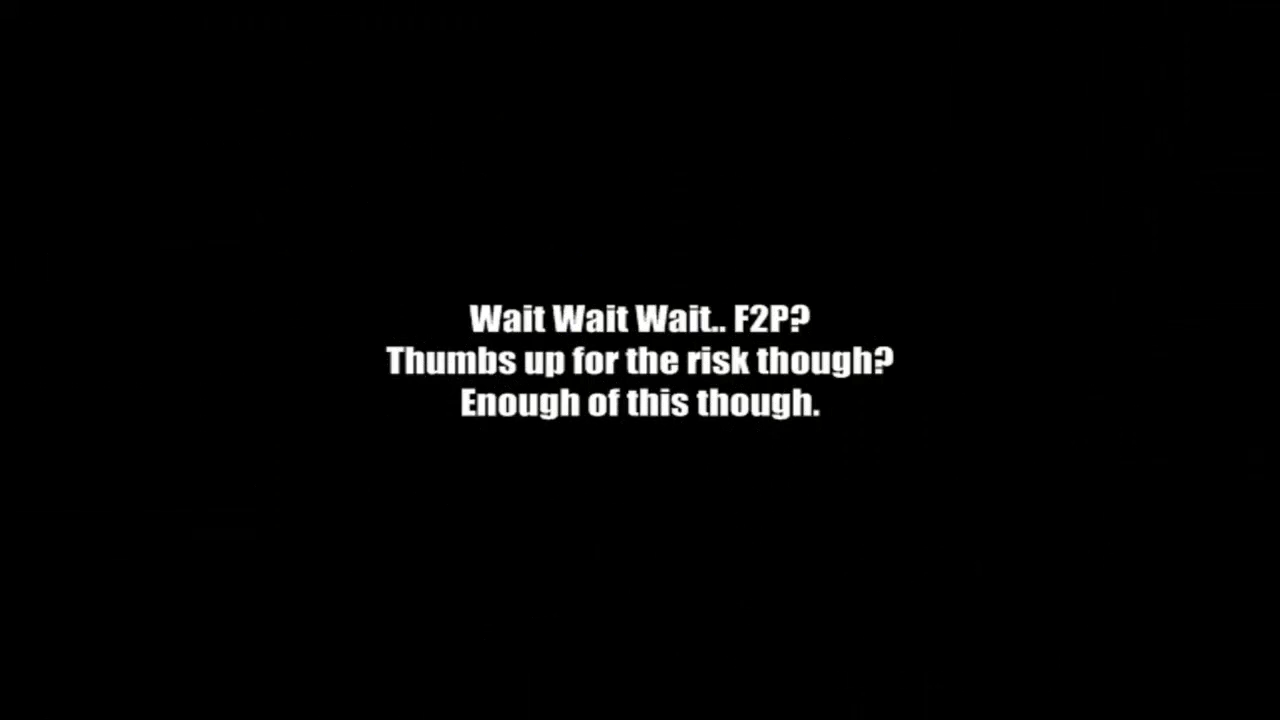 Wait Wait Wait.. F2P?
Thumbs up for the risk though?
Enough of this though.